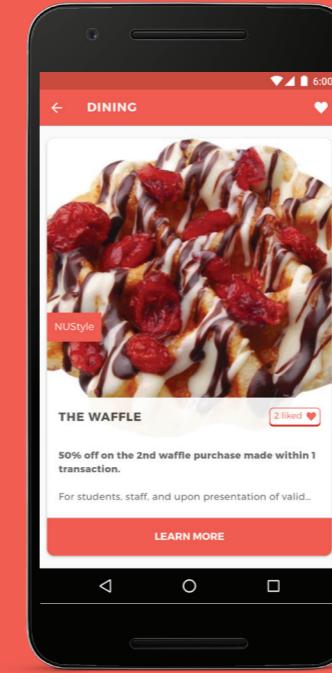 6:00
DINING
NUStyle
THE WAFFLE
2 liked
50% off on the 2nd waffle purchase made within 1
transaction.
For students, staff, and upon presentation of valid...
LEARN MORE